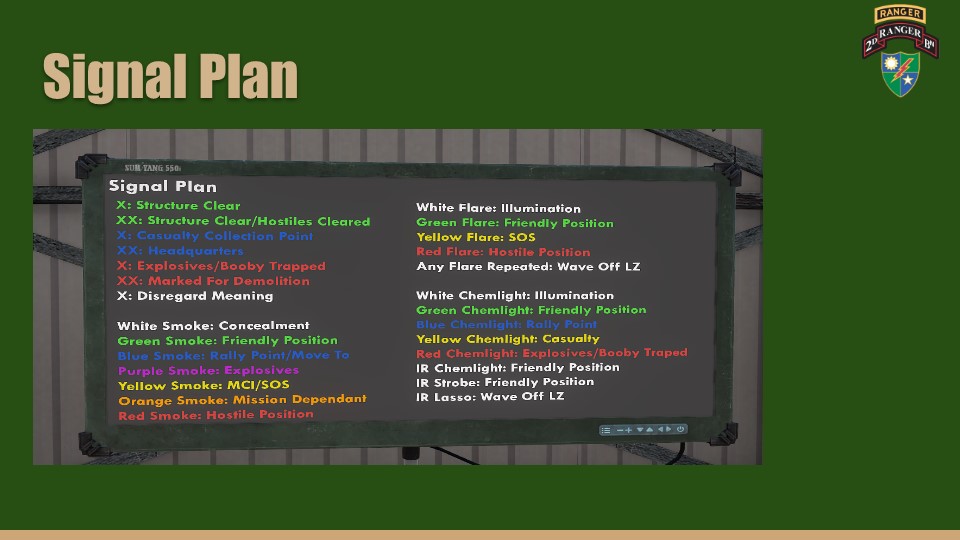 Signal Plan
RANGER
2D RANGER BN
SUR TANG 550i
Signal Plan
X: Structure Clear
XX: Structure Clear/Hostiles Cleared
X: Casualty Collection Point
XX: Headquarters
X: Explosives/Booby Trapped
XX: Marked For Demolition
X: Disregard Meaning
White Smoke: Concealment
Green Smoke: Friendly Position
Blue Smoke: Rally Point/Move To
Purple Smoke: Explosives
Yellow Smoke: MCI/SOS
Orange Smoke: Mission Dependant
Red Smoke: Hostile Position
White Flare: Illumination
Green Flare: Friendly Position
Yellow Flare: SOS
Red Flare: Hostile Position
Any Flare Repeated: Wave Off LZ
White Chemlight: Illumination
Green Chemlight: Friendly Position
Blue Chemlight: Rally Point
Yellow Chemlight: Casualty
Red Chemlight: Explosives/Booby Traped
IR Chemlight: Friendly Position
IR Strobe: Friendly Position
IR Lasso: Wave Off LZ